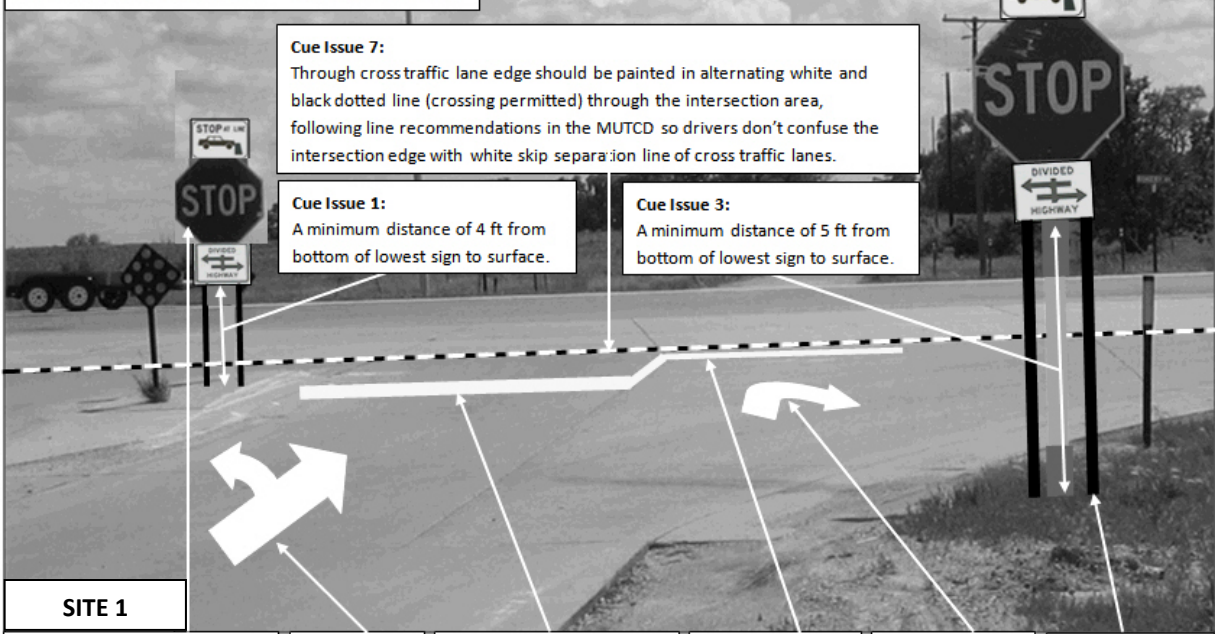 Cue Issue 7:
Through cross traffic lane edge should be painted in alternating white and
black dotted line (crossing permitted) through the intersection area,
following line recommendations in the MUTCD so drivers don't confuse the
intersection edge with white skip separation line of cross traffic lanes.
STOP
STOP AT LINE
STOP
DIVIDED
HIGHWAY
Cue Issue 1:
A minimum distance of 4 ft from
bottom of lowest sign to surface.
Cue Issue 3:
A minimum distance of 5 ft from
bottom of lowest sign to surface.
DIVIDED
HIGHWAY
SITE 1